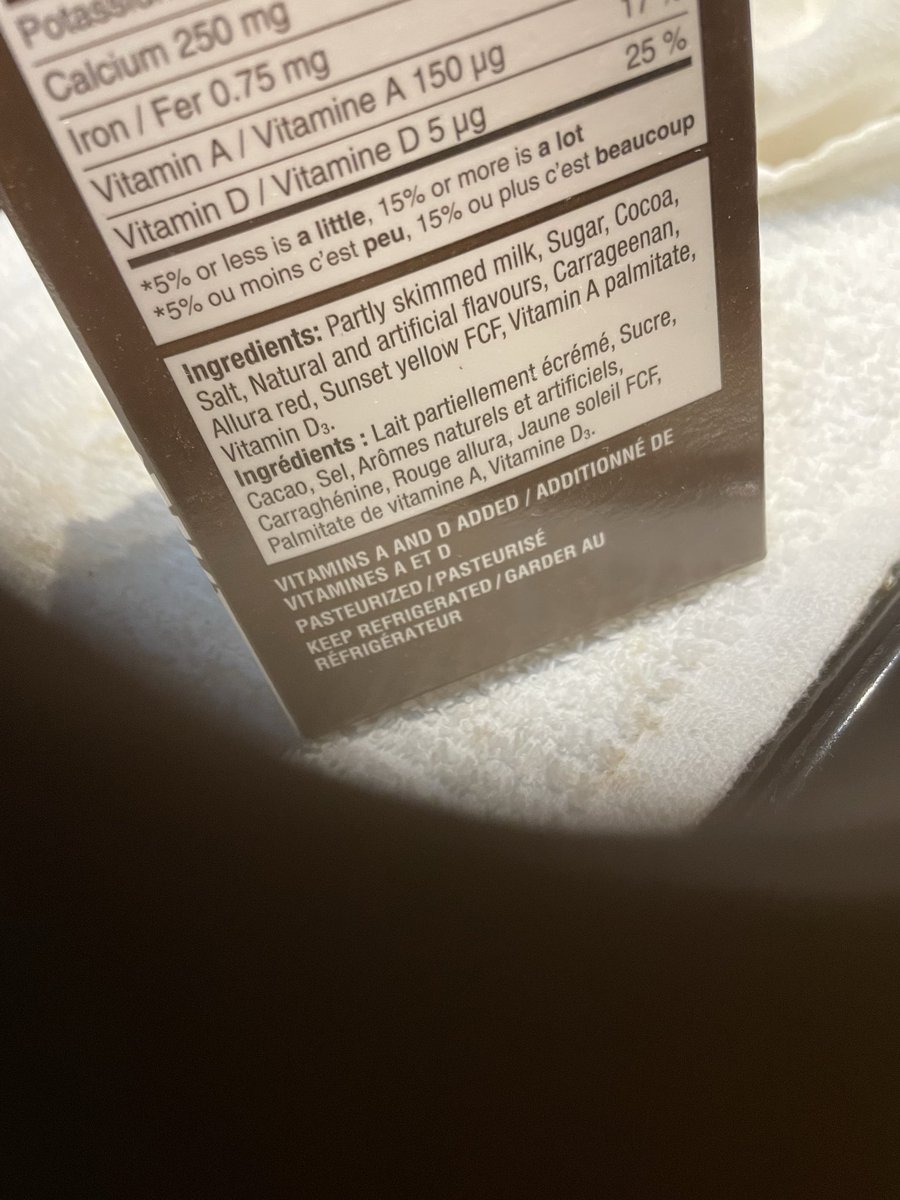 Potassium
Calcium 250 mg
Iron / Fer 0.75 mg
Vitamin A / Vitamine A 150 µg 17 %
Vitamin D / Vitamine D 5 µg 25 %
*5% or less is a little, 15% or more is a lot
*5% ou moins c'est peu, 15% ou plus c'est beaucoup
Ingredients: Partly skimmed milk, Sugar, Cocoa,
Salt, Natural and artificial flavours, Carrageenan,
Allura red, Sunset yellow FCF, Vitamin A palmitate,
Vitamin D3.
Ingrédients : Lait partiellement écrémé, Sucre,
Cacao, Sel, Arômes naturels et artificiels,
Carraghénine, Rouge allura, Jaune soleil FCF,
Palmitate de vitamine A, Vitamine D3.
VITAMINS A AND D ADDED / ADDITIONNÉ DE
VITAMINES A ET D
PASTEURIZED / PASTEURISÉ
KEEP REFRIGERATED / GARDER AU
RÉFRIGÉRATEUR